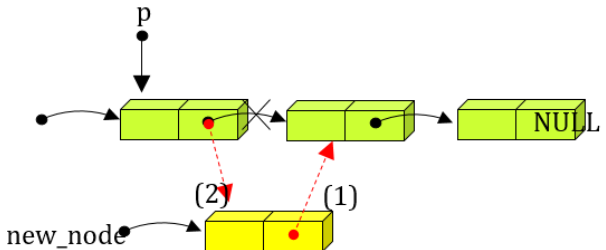 p
NULL
(2)
(1)
new_node